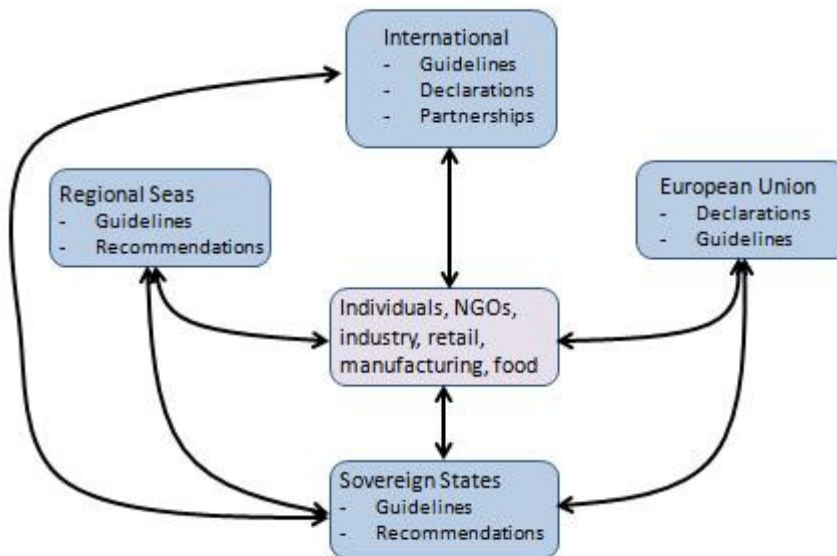 International
- Guidelines
- Declarations
- Partnerships
Regional Seas
- Guidelines
- Recommendations
European Union
- Declarations
- Guidelines
Individuals, NGOs,
industry, retail,
manufacturing, food
Sovereign States
- Guidelines
- Recommendations